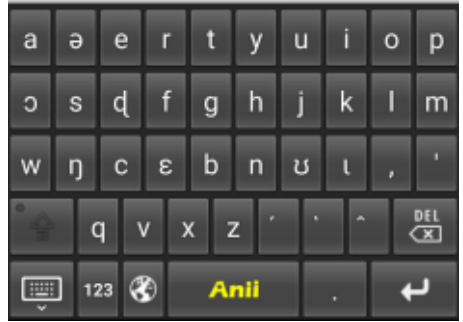 a ə e r t y u i o p
ɔ s ɖ f g h j k l m
w ŋ c ɛ b n ʊ ɩ , '
q v x z ˊ ˋ ˆ DEL
123 Anii .